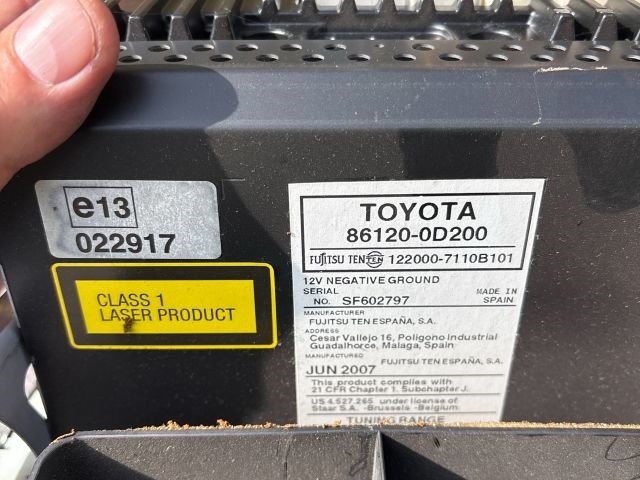 e13
022917
CLASS 1
LASER PRODUCT
TOYOTA
86120-0D200
FUJITSU TEN TEN 122000-7110B101
12V NEGATIVE GROUND
SERIAL NO. SF602797
MADE IN SPAIN
MANUFACTURER
FUJITSU TEN ESPAÑA, S.A.
ADDRESS
Cesar Vallejo 16, Poligono Industrial
Guadalhorce, Malaga, Spain
MANUFACTURED FUJITSU TEN ESPAÑA, S.A.
JUN 2007
This product complies with
21 CFR Chapter 1. Subchapter J.
US 4.527.265 under license of
Staar S.A. -Brussels -Belgium-
TUNING RANGE